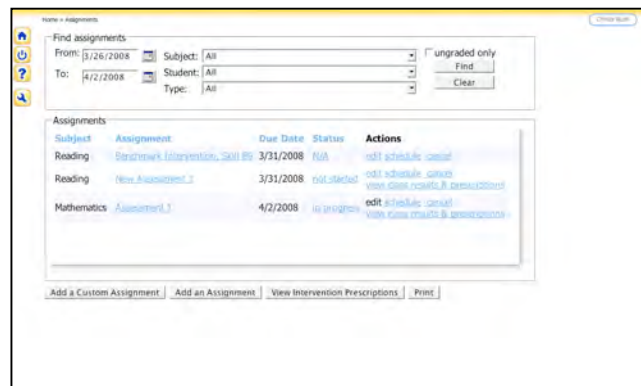 Home > Assignments
Find assignments
From: 3/26/2008 Subject: All ungraded only
To: 4/2/2008 Student: All Find
Type: All Clear
Assignments
Subject Assignment Due Date Status Actions
Reading Benchmark Intervention, Skill 3/31/2008 N/A edit schedule cancel
Reading New Assessment 1 3/31/2008 not started edit schedule cancel
view class results & prescriptions
Mathematics Assessment 1 4/2/2008 in progress edit schedule cancel
view class results & prescriptions
Add a Custom Assignment Add an Assignment View Intervention Prescriptions Print